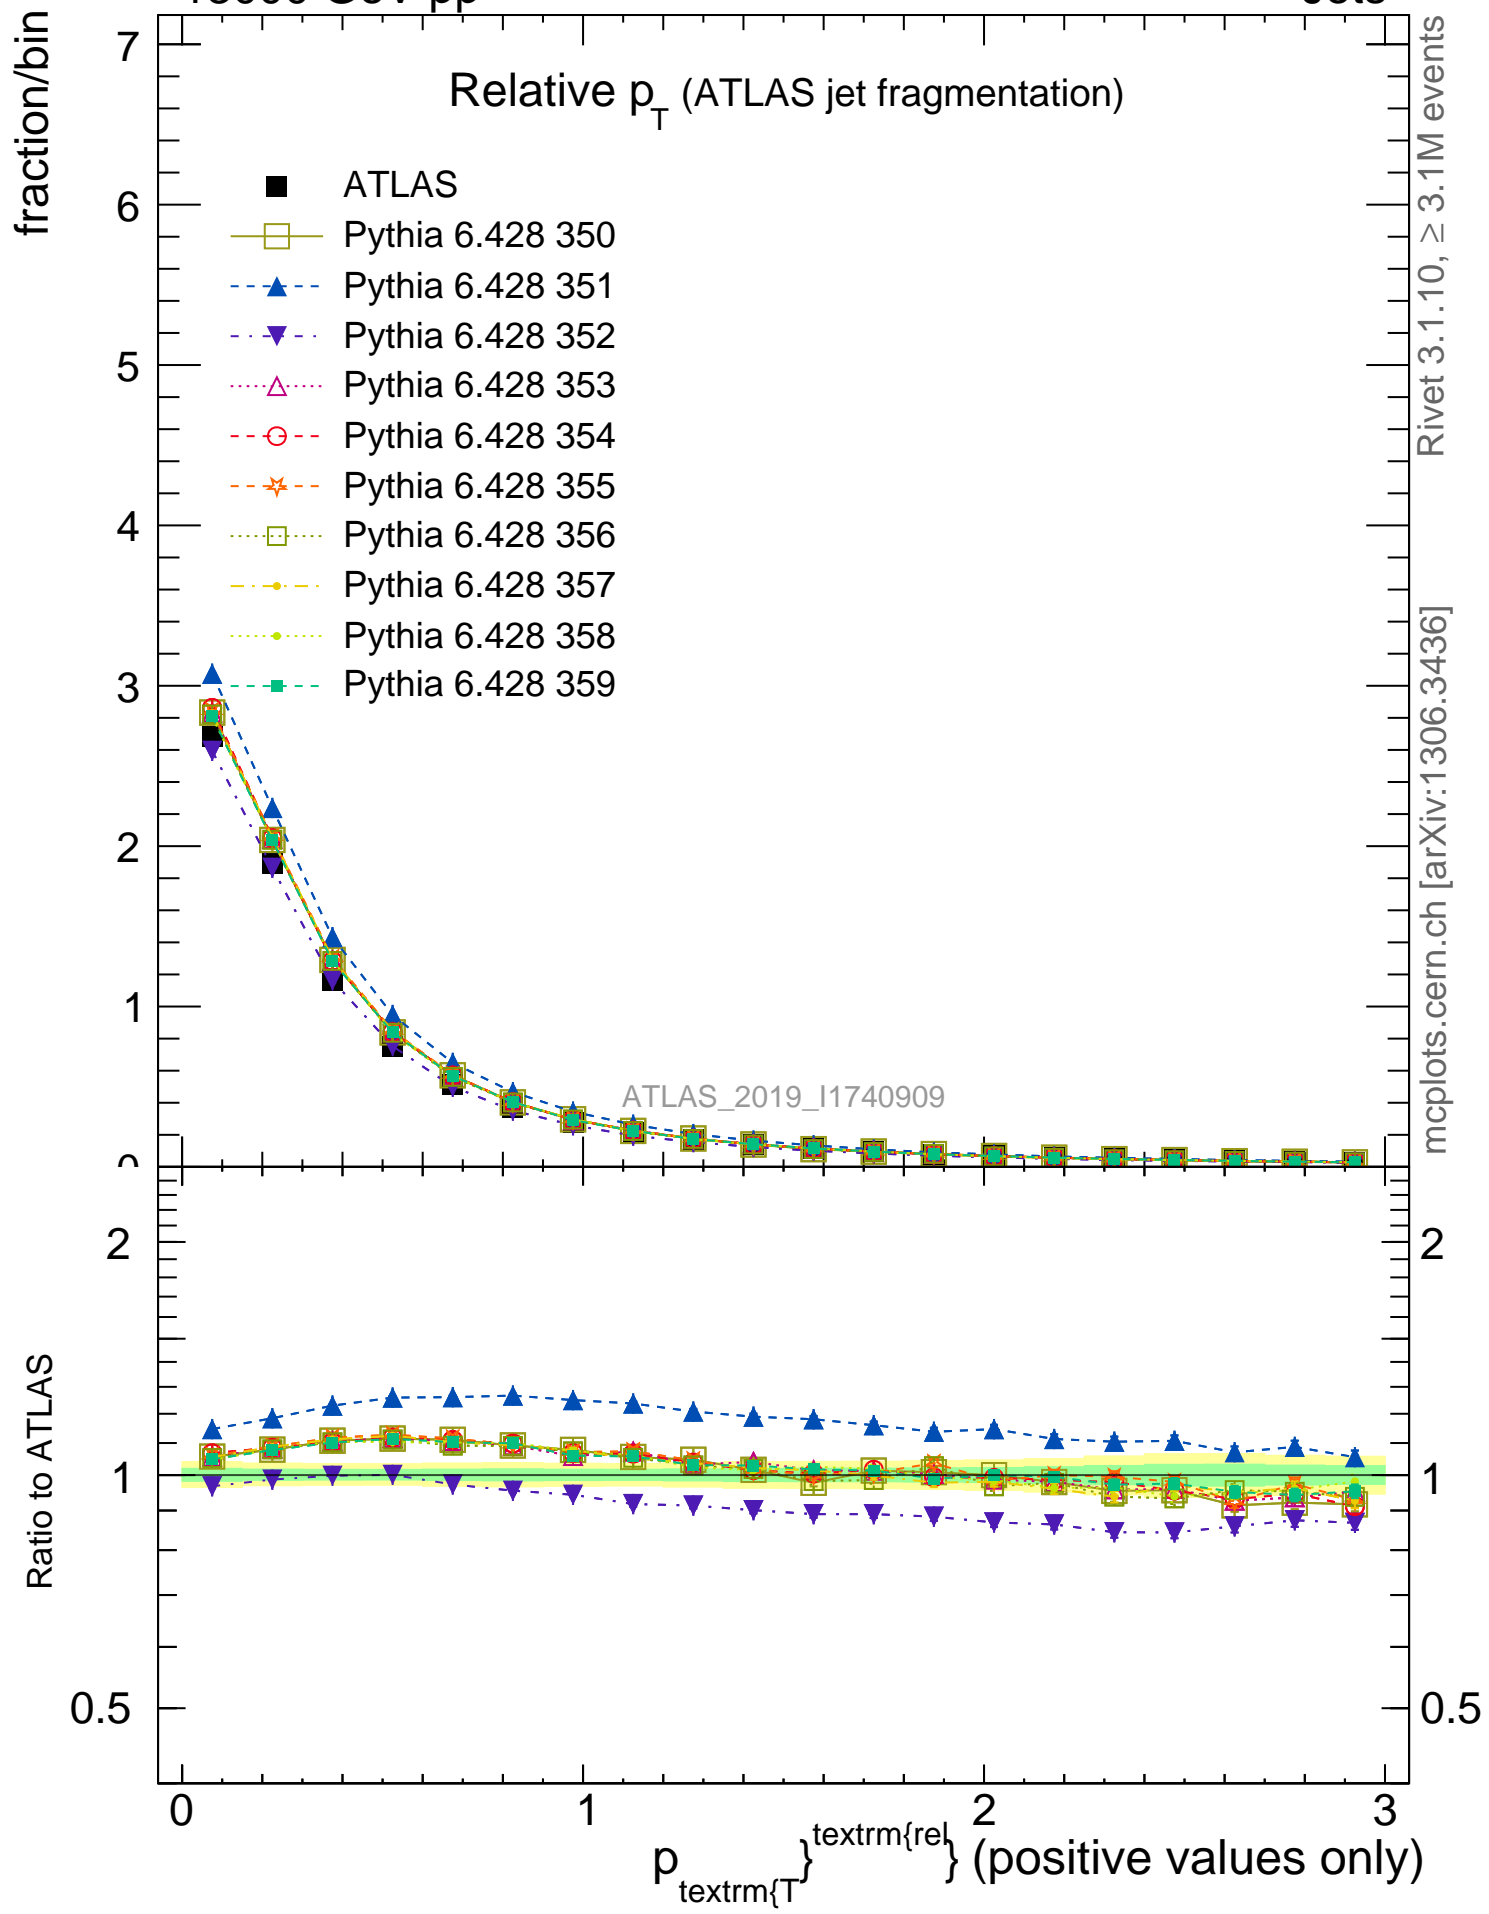 fraction/bin
7
Relative p_T (ATLAS jet fragmentation)
ATLAS
6
Pythia 6.428 350
Pythia 6.428 351
Pythia 6.428 352
5
Pythia 6.428 353
Pythia 6.428 354
Pythia 6.428 355
4
Pythia 6.428 356
Pythia 6.428 357
Pythia 6.428 358
3
Pythia 6.428 359
2
1
ATLAS_2019_I1740909
Rivet 3.1.10, ≥ 3.1M events
mcplots.cern.ch [arXiv:1306.3436]
Ratio to ATLAS
2 2
1 1
0.5 0.5
0 1 2 3
p_textrm{T}^textrm{rel} (positive values only)